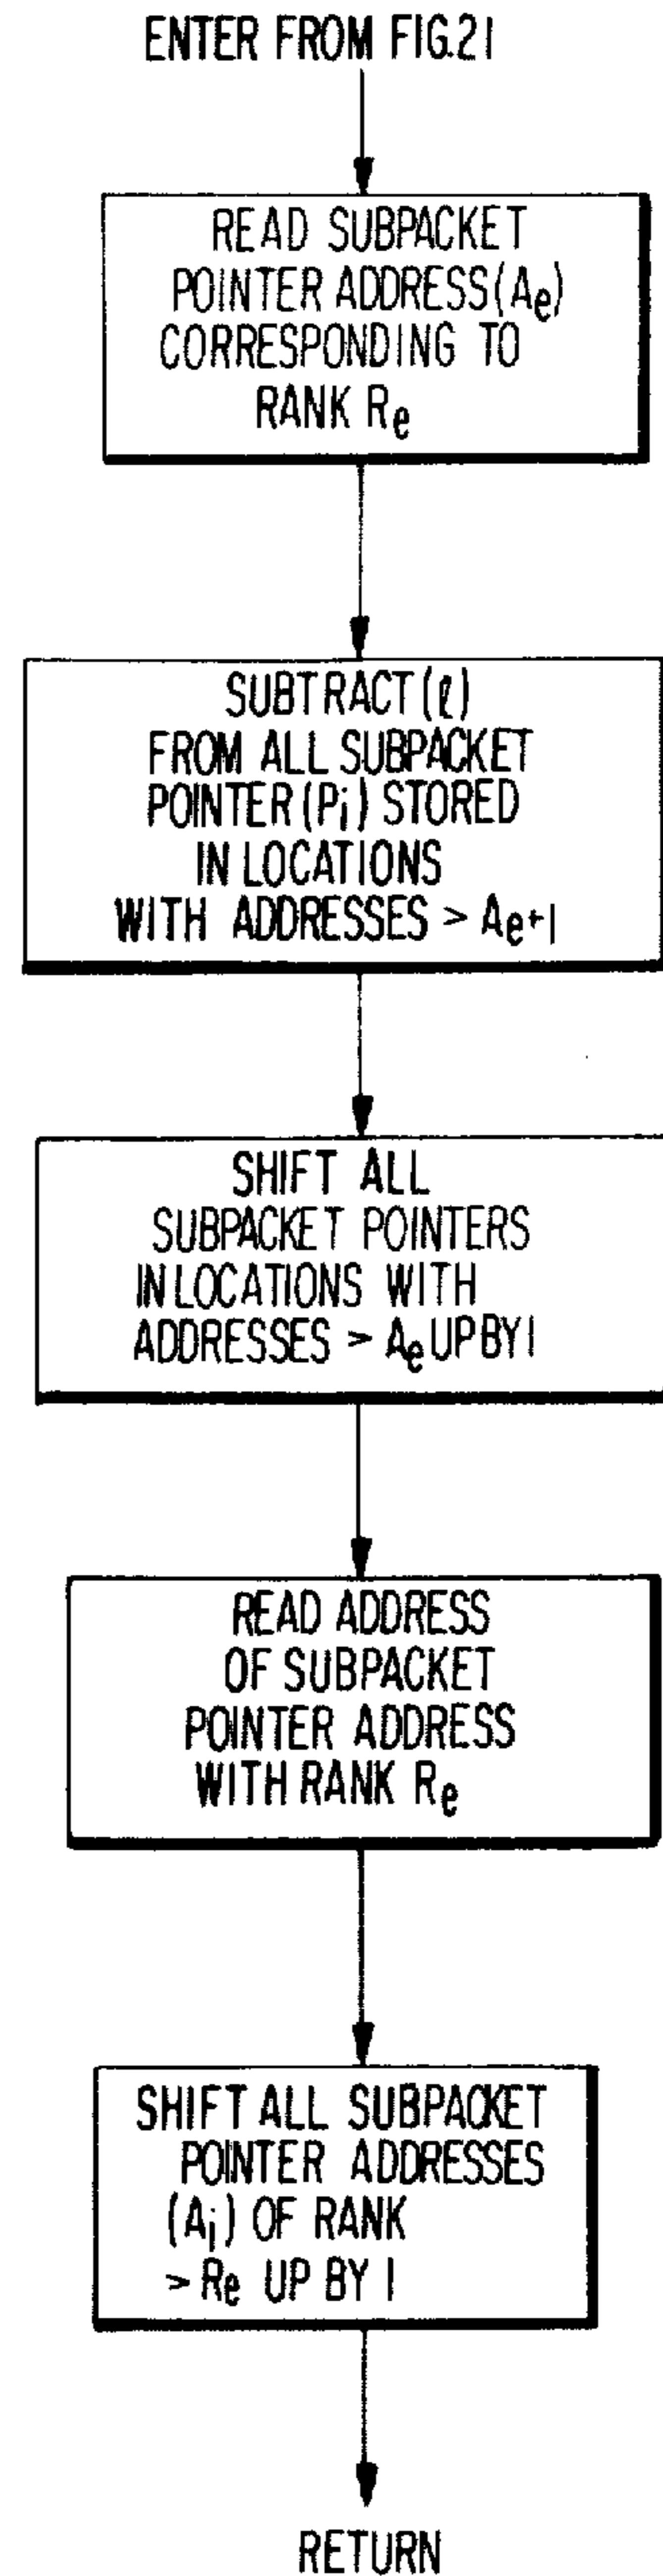 ENTER FROM FIG.21
READ SUBPACKET
POINTER ADDRESS (Ae)
CORRESPONDING TO
RANK Re
SUBTRACT (ℓ)
FROM ALL SUBPACKET
POINTER (Pi) STORED
IN LOCATIONS
WITH ADDRESSES > Ae+1
SHIFT ALL
SUBPACKET POINTERS
IN LOCATIONS WITH
ADDRESSES > Ae UP BY 1
READ ADDRESS
OF SUBPACKET
POINTER ADDRESS
WITH RANK Re
SHIFT ALL SUBPACKET
POINTER ADDRESSES
(Ai) OF RANK
> Re UP BY 1
RETURN